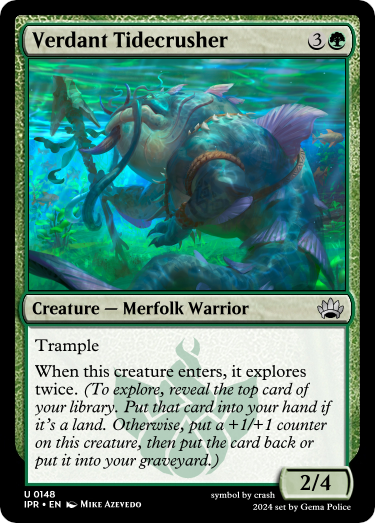 Verdant Tidecrusher 3
Creature — Merfolk Warrior
Trample
When this creature enters, it explores
twice. (To explore, reveal the top card
of your library. Put that card into your hand if
it's a land. Otherwise, put a +1/+1 counter
on this creature, then put the card back or
put it into your graveyard.)
2/4
U 0148
IPR • EN Mike Azevedo
symbol by crash
2024 set by Gema Police